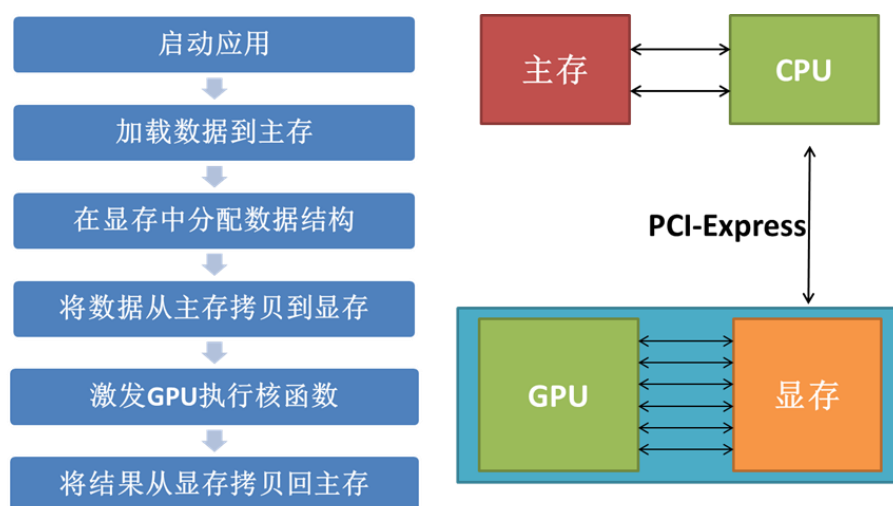 启动应用
加载数据到主存
在显存中分配数据结构
将数据从主存拷贝到显存
激发GPU执行核函数
将结果从显存拷贝回主存
主存
CPU
PCI-Express
GPU
显存